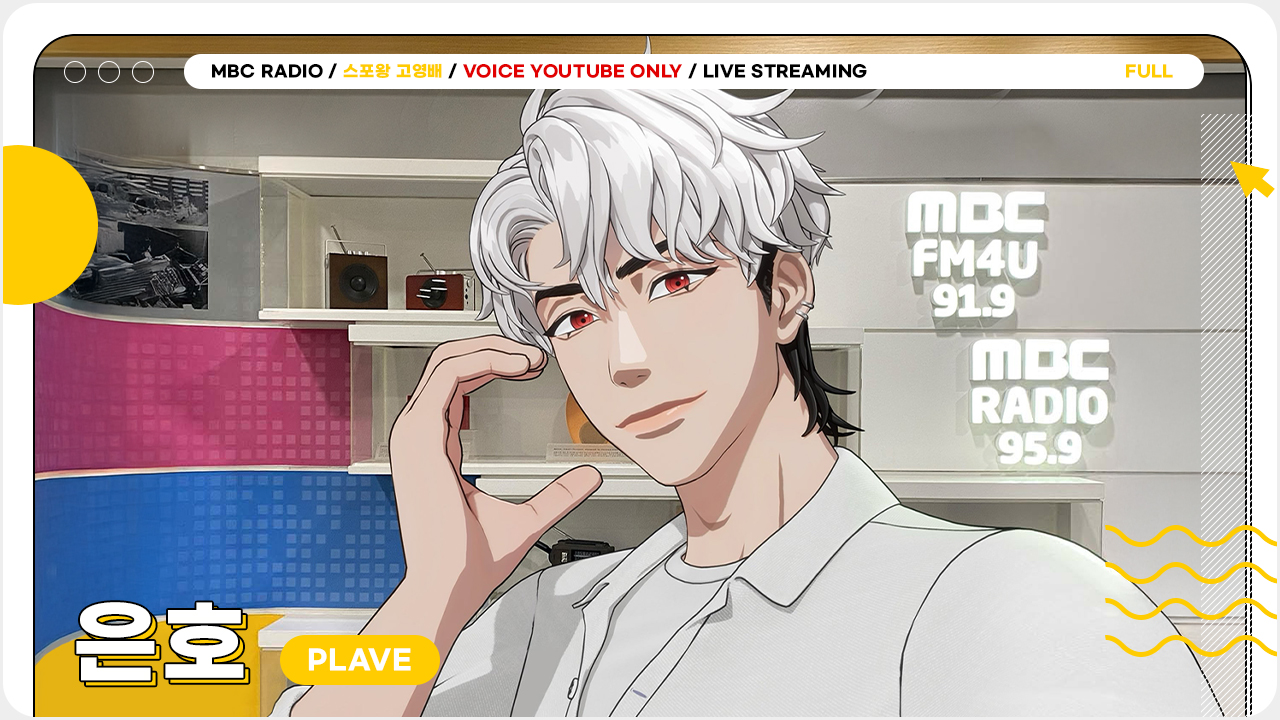 MBC RADIO / 스포왕 고영배 / VOICE YOUTUBE ONLY / LIVE STREAMING
FULL
MBC
FM4U
91.9
MBC
RADIO
95.9
은호
PLAVE